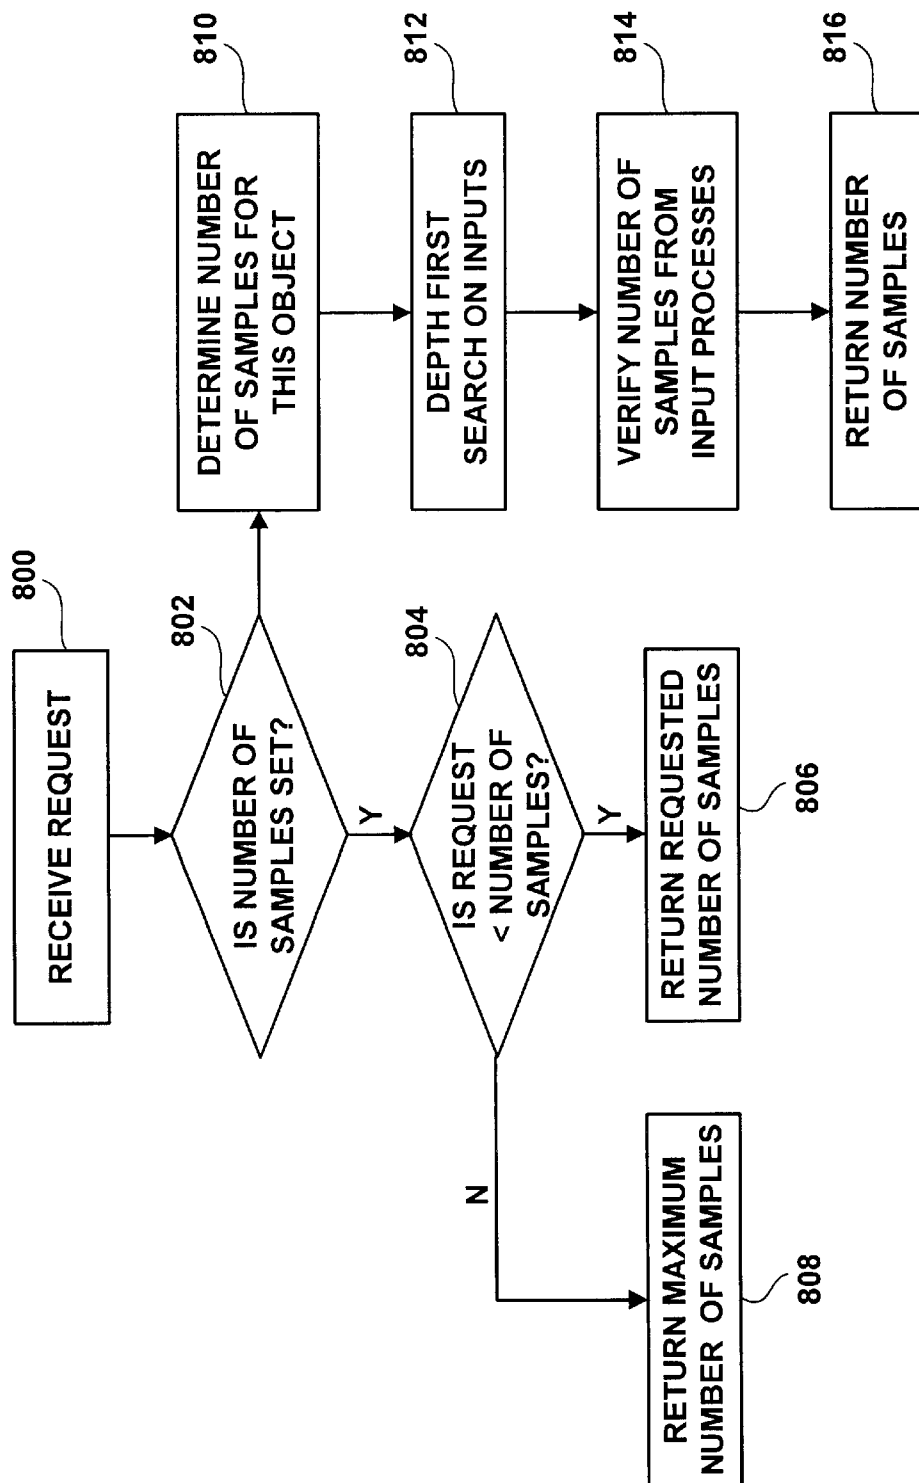 800
RECEIVE REQUEST
802
IS NUMBER OF
SAMPLES SET?
Y
804
IS REQUEST
< NUMBER OF
SAMPLES?
Y
N
RETURN REQUESTED
NUMBER OF SAMPLES
806
RETURN MAXIMUM
NUMBER OF SAMPLES
808
810
DETERMINE NUMBER
OF SAMPLES FOR
THIS OBJECT
812
DEPTH FIRST
SEARCH ON INPUTS
814
VERIFY NUMBER OF
SAMPLES FROM
INPUT PROCESSES
816
RETURN NUMBER
OF SAMPLES